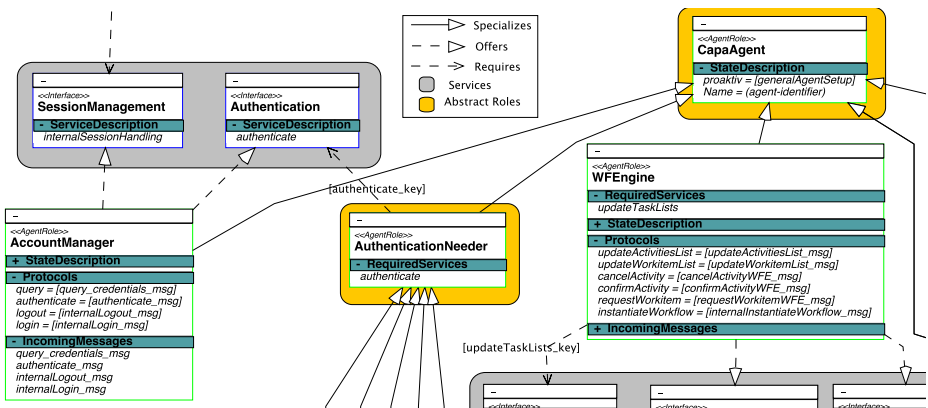 Specializes
Offers
Requires
Services
Abstract Roles
<<AgentRole>>
CapaAgent
- StateDescription
proaktiv = [generalAgentSetup]
Name = (agent-identifier)
<<Interface>>
SessionManagement
- ServiceDescription
internalSessionHandling
<<Interface>>
Authentication
- ServiceDescription
authenticate
[authenticate_key]
<<AgentRole>>
WFEngine
- RequiredServices
updateTaskLists
+ StateDescription
- Protocols
updateActivitiesList = [updateActivitiesList_msg]
updateWorkitemList = [updateWorkitemList_msg]
cancelActivity = [cancelActivityWFE_msg]
confirmActivity = [confirmActivityWFE_msg]
requestWorkitem = [requestWorkitemWFE_msg]
instantiateWorkflow = [internalInstantiateWorkflow_msg]
+ IncomingMessages
<<AgentRole>>
AccountManager
+ StateDescription
- Protocols
query = [query_credentials_msg]
authenticate = [authenticate_msg]
logout = [internalLogout_msg]
login = [internalLogin_msg]
- IncomingMessages
query_credentials_msg
authenticate_msg
internalLogout_msg
internalLogin_msg
<<AgentRole>>
AuthenticationNeeder
- RequiredServices
authenticate
[updateTaskLists_key]
<<Interface>>
<<Interface>>
<<Interface>>